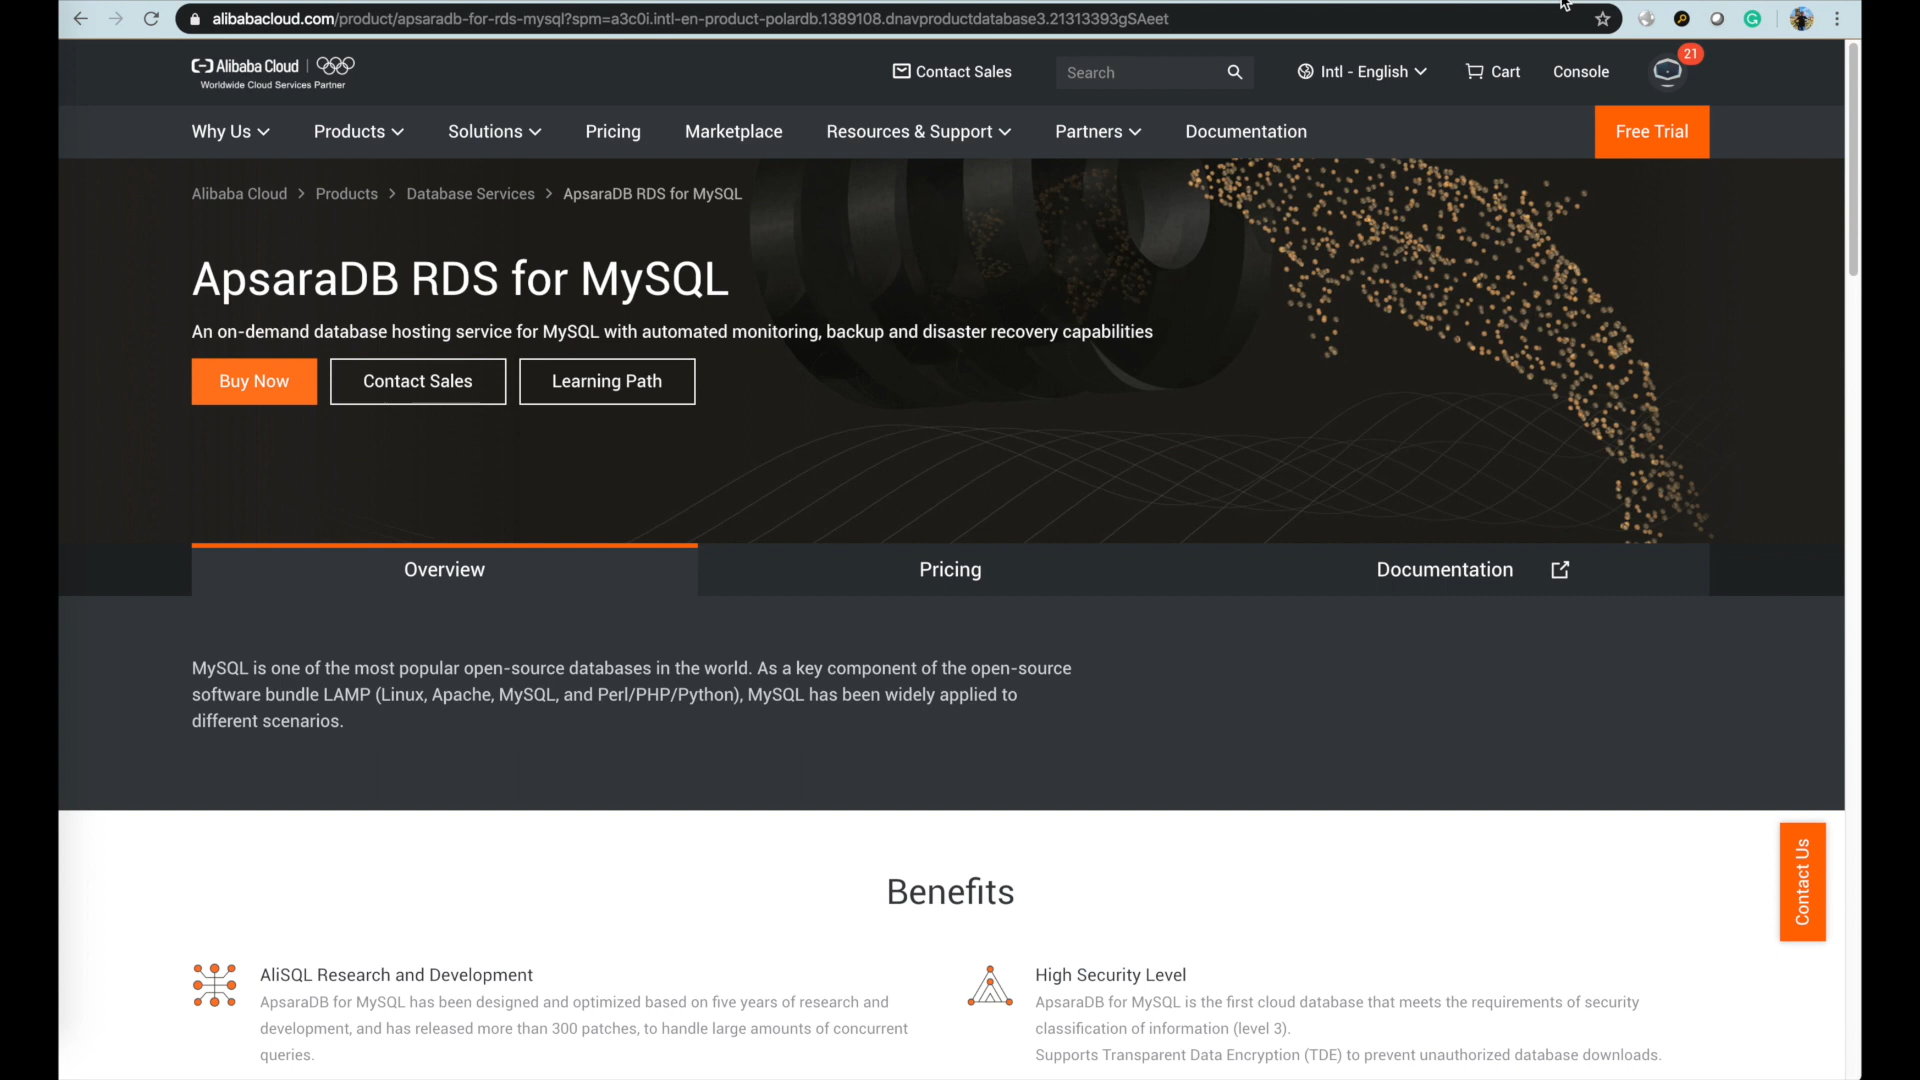 alibabacloud.com/product/apsaradb-for-rds-mysql?spm=a3c0i.intl-en-product-polardb.1389108.dnavproductdatabase3.21313393gSAeet
Alibaba Cloud
Worldwide Cloud Services Partner
Contact Sales
Search
Intl - English
Cart
Console
21
Why Us
Products
Solutions
Pricing
Marketplace
Resources & Support
Partners
Documentation
Free Trial
Alibaba Cloud > Products > Database Services > ApsaraDB RDS for MySQL
ApsaraDB RDS for MySQL
An on-demand database hosting service for MySQL with automated monitoring, backup and disaster recovery capabilities
Buy Now
Contact Sales
Learning Path
Overview
Pricing
Documentation
MySQL is one of the most popular open-source databases in the world. As a key component of the open-source
software bundle LAMP (Linux, Apache, MySQL, and Perl/PHP/Python), MySQL has been widely applied to
different scenarios.
Contact Us
Benefits
AliSQL Research and Development
ApsaraDB for MySQL has been designed and optimized based on five years of research and
development, and has released more than 300 patches, to handle large amounts of concurrent
queries.
High Security Level
ApsaraDB for MySQL is the first cloud database that meets the requirements of security
classification of information (level 3).
Supports Transparent Data Encryption (TDE) to prevent unauthorized database downloads.